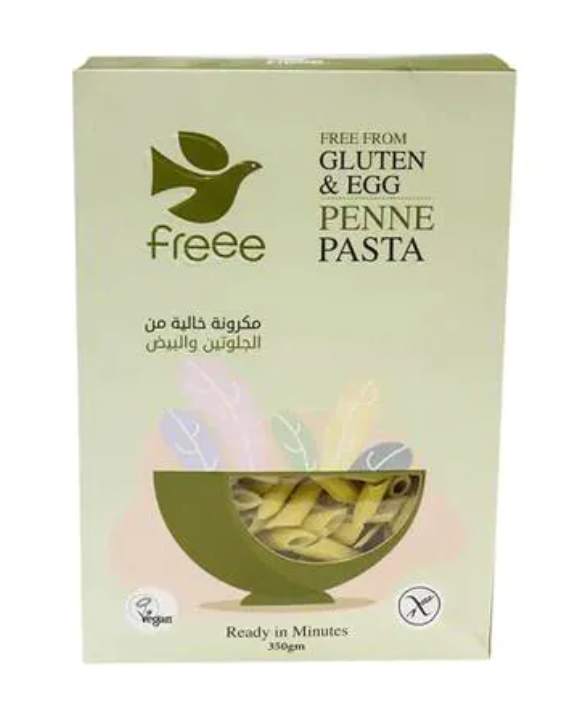 freee
FREE FROM
GLUTEN
& EGG
PENNE
PASTA
مكرونة خالية من
الجلوتين والبيض
Vegan
Ready in Minutes
350gm